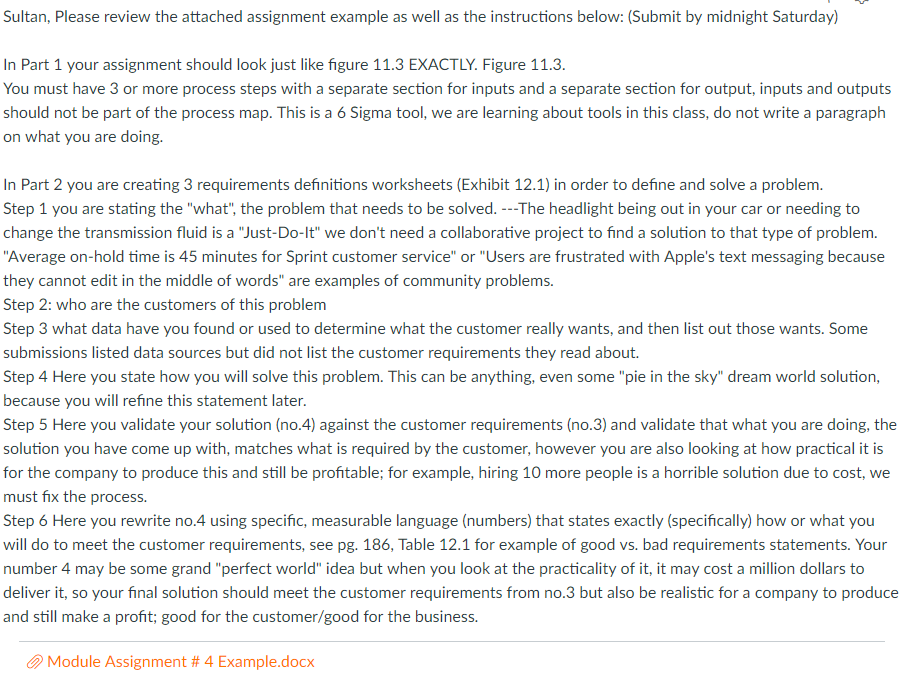 Sultan, Please review the attached assignment example as well as the instructions below: (Submit by midnight Saturday)
In Part 1 your assignment should look just like figure 11.3 EXACTLY. Figure 11.3.
You must have 3 or more process steps with a separate section for inputs and a separate section for output, inputs and outputs
should not be part of the process map. This is a 6 Sigma tool, we are learning about tools in this class, do not write a paragraph
on what you are doing.
In Part 2 you are creating 3 requirements definitions worksheets (Exhibit 12.1) in order to define and solve a problem.
Step 1 you are stating the "what", the problem that needs to be solved. ---The headlight being out in your car or needing to
change the transmission fluid is a "Just-Do-It" we don't need a collaborative project to find a solution to that type of problem.
"Average on-hold time is 45 minutes for Sprint customer service" or "Users are frustrated with Apple's text messaging because
they cannot edit in the middle of words" are examples of community problems.
Step 2: who are the customers of this problem
Step 3 what data have you found or used to determine what the customer really wants, and then list out those wants. Some
submissions listed data sources but did not list the customer requirements they read about.
Step 4 Here you state how you will solve this problem. This can be anything, even some "pie in the sky" dream world solution,
because you will refine this statement later.
Step 5 Here you validate your solution (no.4) against the customer requirements (no.3) and validate that what you are doing, the
solution you have come up with, matches what is required by the customer, however you are also looking at how practical it is
for the company to produce this and still be profitable; for example, hiring 10 more people is a horrible solution due to cost, we
must fix the process.
Step 6 Here you rewrite no.4 using specific, measurable language (numbers) that states exactly (specifically) how or what you
will do to meet the customer requirements, see pg. 186, Table 12.1 for example of good vs. bad requirements statements. Your
number 4 may be some grand "perfect world" idea but when you look at the practicality of it, it may cost a million dollars to
deliver it, so your final solution should meet the customer requirements from no.3 but also be realistic for a company to produce
and still make a profit; good for the customer/good for the business.
Module Assignment # 4 Example.docx